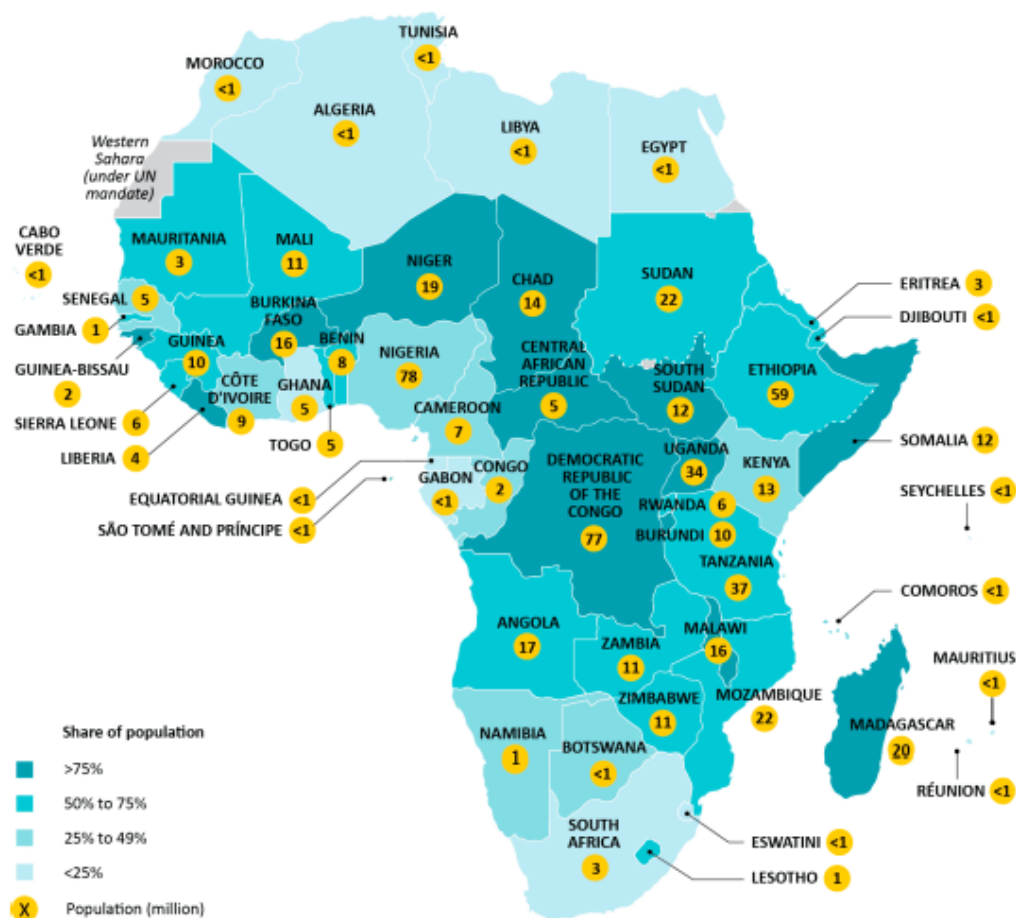 TUNISIA
<1
MOROCCO
<1
ALGERIA
<1
LIBYA
<1
EGYPT
<1
Western
Sahara
(under UN
mandate)
CABO
VERDE
<1
MAURITANIA
3
MALI
11
NIGER
19
CHAD
14
SUDAN
22
ERITREA 3
DJIBOUTI <1
SENEGAL 5
GAMBIA 1
GUINEA-BISSAU
2
GUINEA
10
BURKINA
FASO
16
BENIN
8
NIGERIA
78
CENTRAL
AFRICAN
REPUBLIC
5
SOUTH
SUDAN
12
ETHIOPIA
59
SIERRA LEONE 6
LIBERIA 4
CÔTE
D'IVOIRE
9
GHANA
5
TOGO 5
CAMEROON
7
SOMALIA 12
EQUATORIAL GUINEA <1
SÃO TOMÉ AND PRÍNCIPE <1
GABON
<1
CONGO
2
DEMOCRATIC
REPUBLIC
OF THE
CONGO
77
UGANDA
34
KENYA
13
RWANDA 6
BURUNDI 10
TANZANIA
37
SEYCHELLES <1
COMOROS <1
ANGOLA
17
ZAMBIA
11
MALAWI
16
MOZAMBIQUE
22
ZIMBABWE
11
MAURITIUS
<1
MADAGASCAR
20
RÉUNION <1
NAMIBIA
1
BOTSWANA
<1
SOUTH
AFRICA
3
ESWATINI <1
LESOTHO 1
Share of population
>75%
50% to 75%
25% to 49%
<25%
X Population (million)